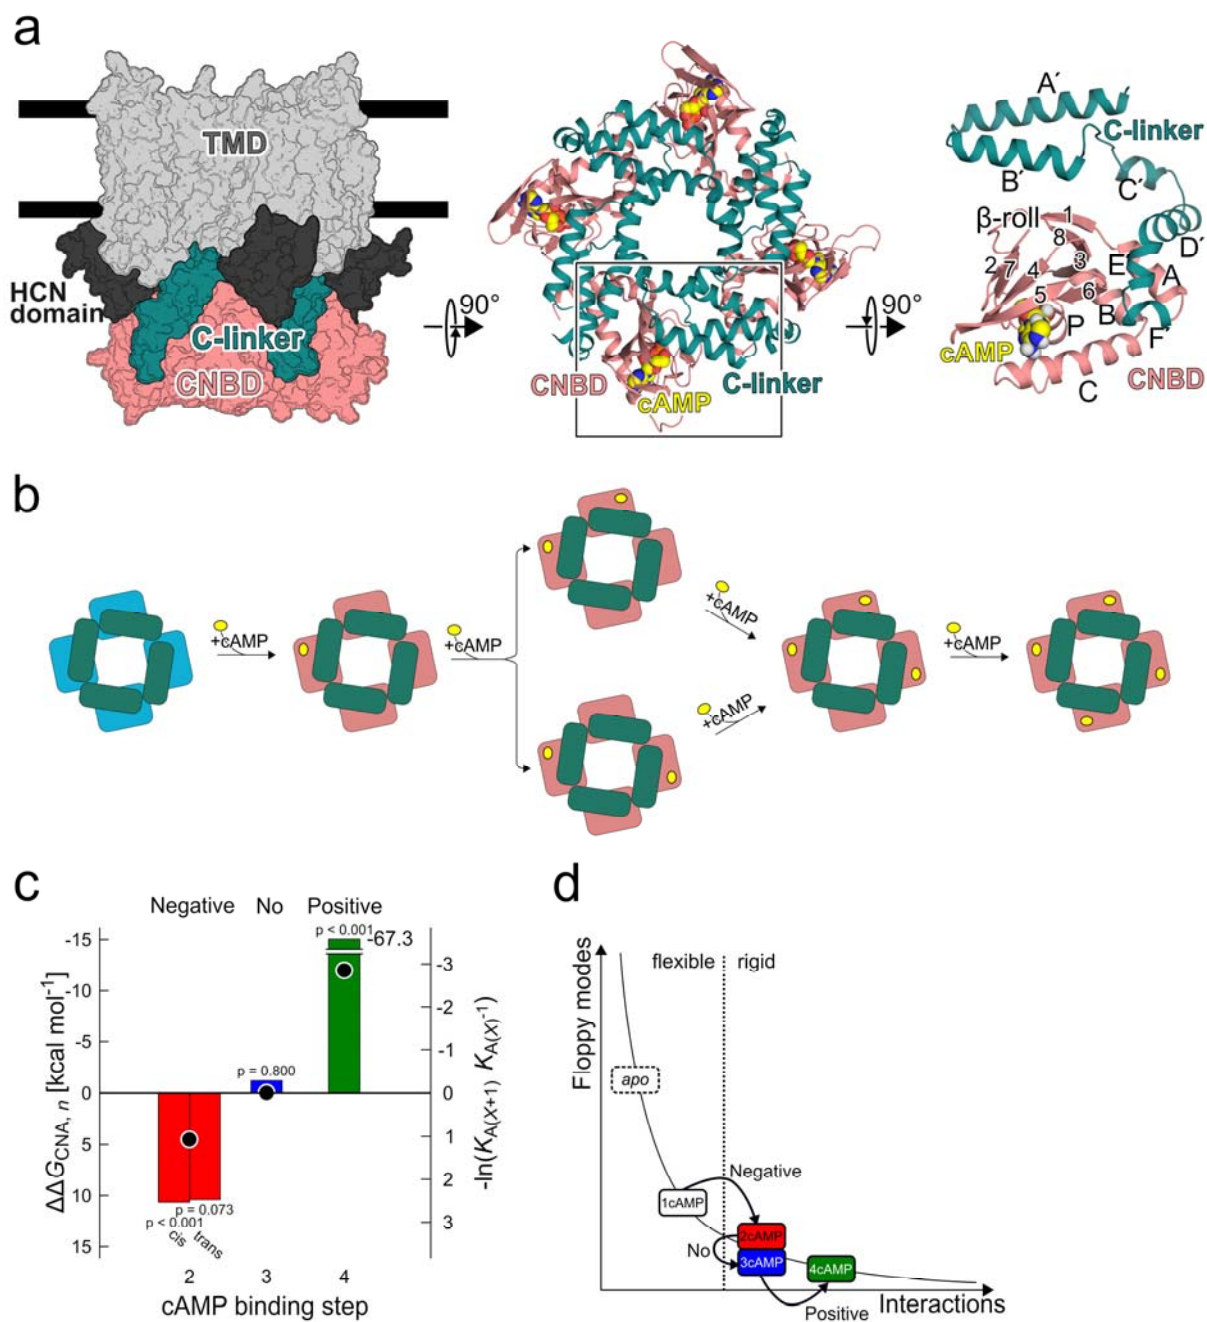 a
TMD
HCN
domain
C-linker
CNBD
90°
CNBD
cAMP
C-linker
90°
A´
C-linker
B´
C´
β-roll
1
8
2
7
4
3
E´
D´
A
5
6
B
P
F´
cAMP
C
CNBD
b
+cAMP
+cAMP
+cAMP
+cAMP
+cAMP
c
Negative No Positive
p < 0.001
-67.3
-15
-10
-5
0
5
10
15
ΔΔG CNA, n [kcal mol-1]
p = 0.800
p = 0.073
p < 0.001
cis
trans
-3
-2
-1
0
1
2
3
-ln(KA(X+1) KA(X)-1)
2 3 4
cAMP binding step
d
Floppy modes
flexible rigid
apo
1cAMP
Negative
2cAMP
No
3cAMP
4cAMP
Positive
Interactions